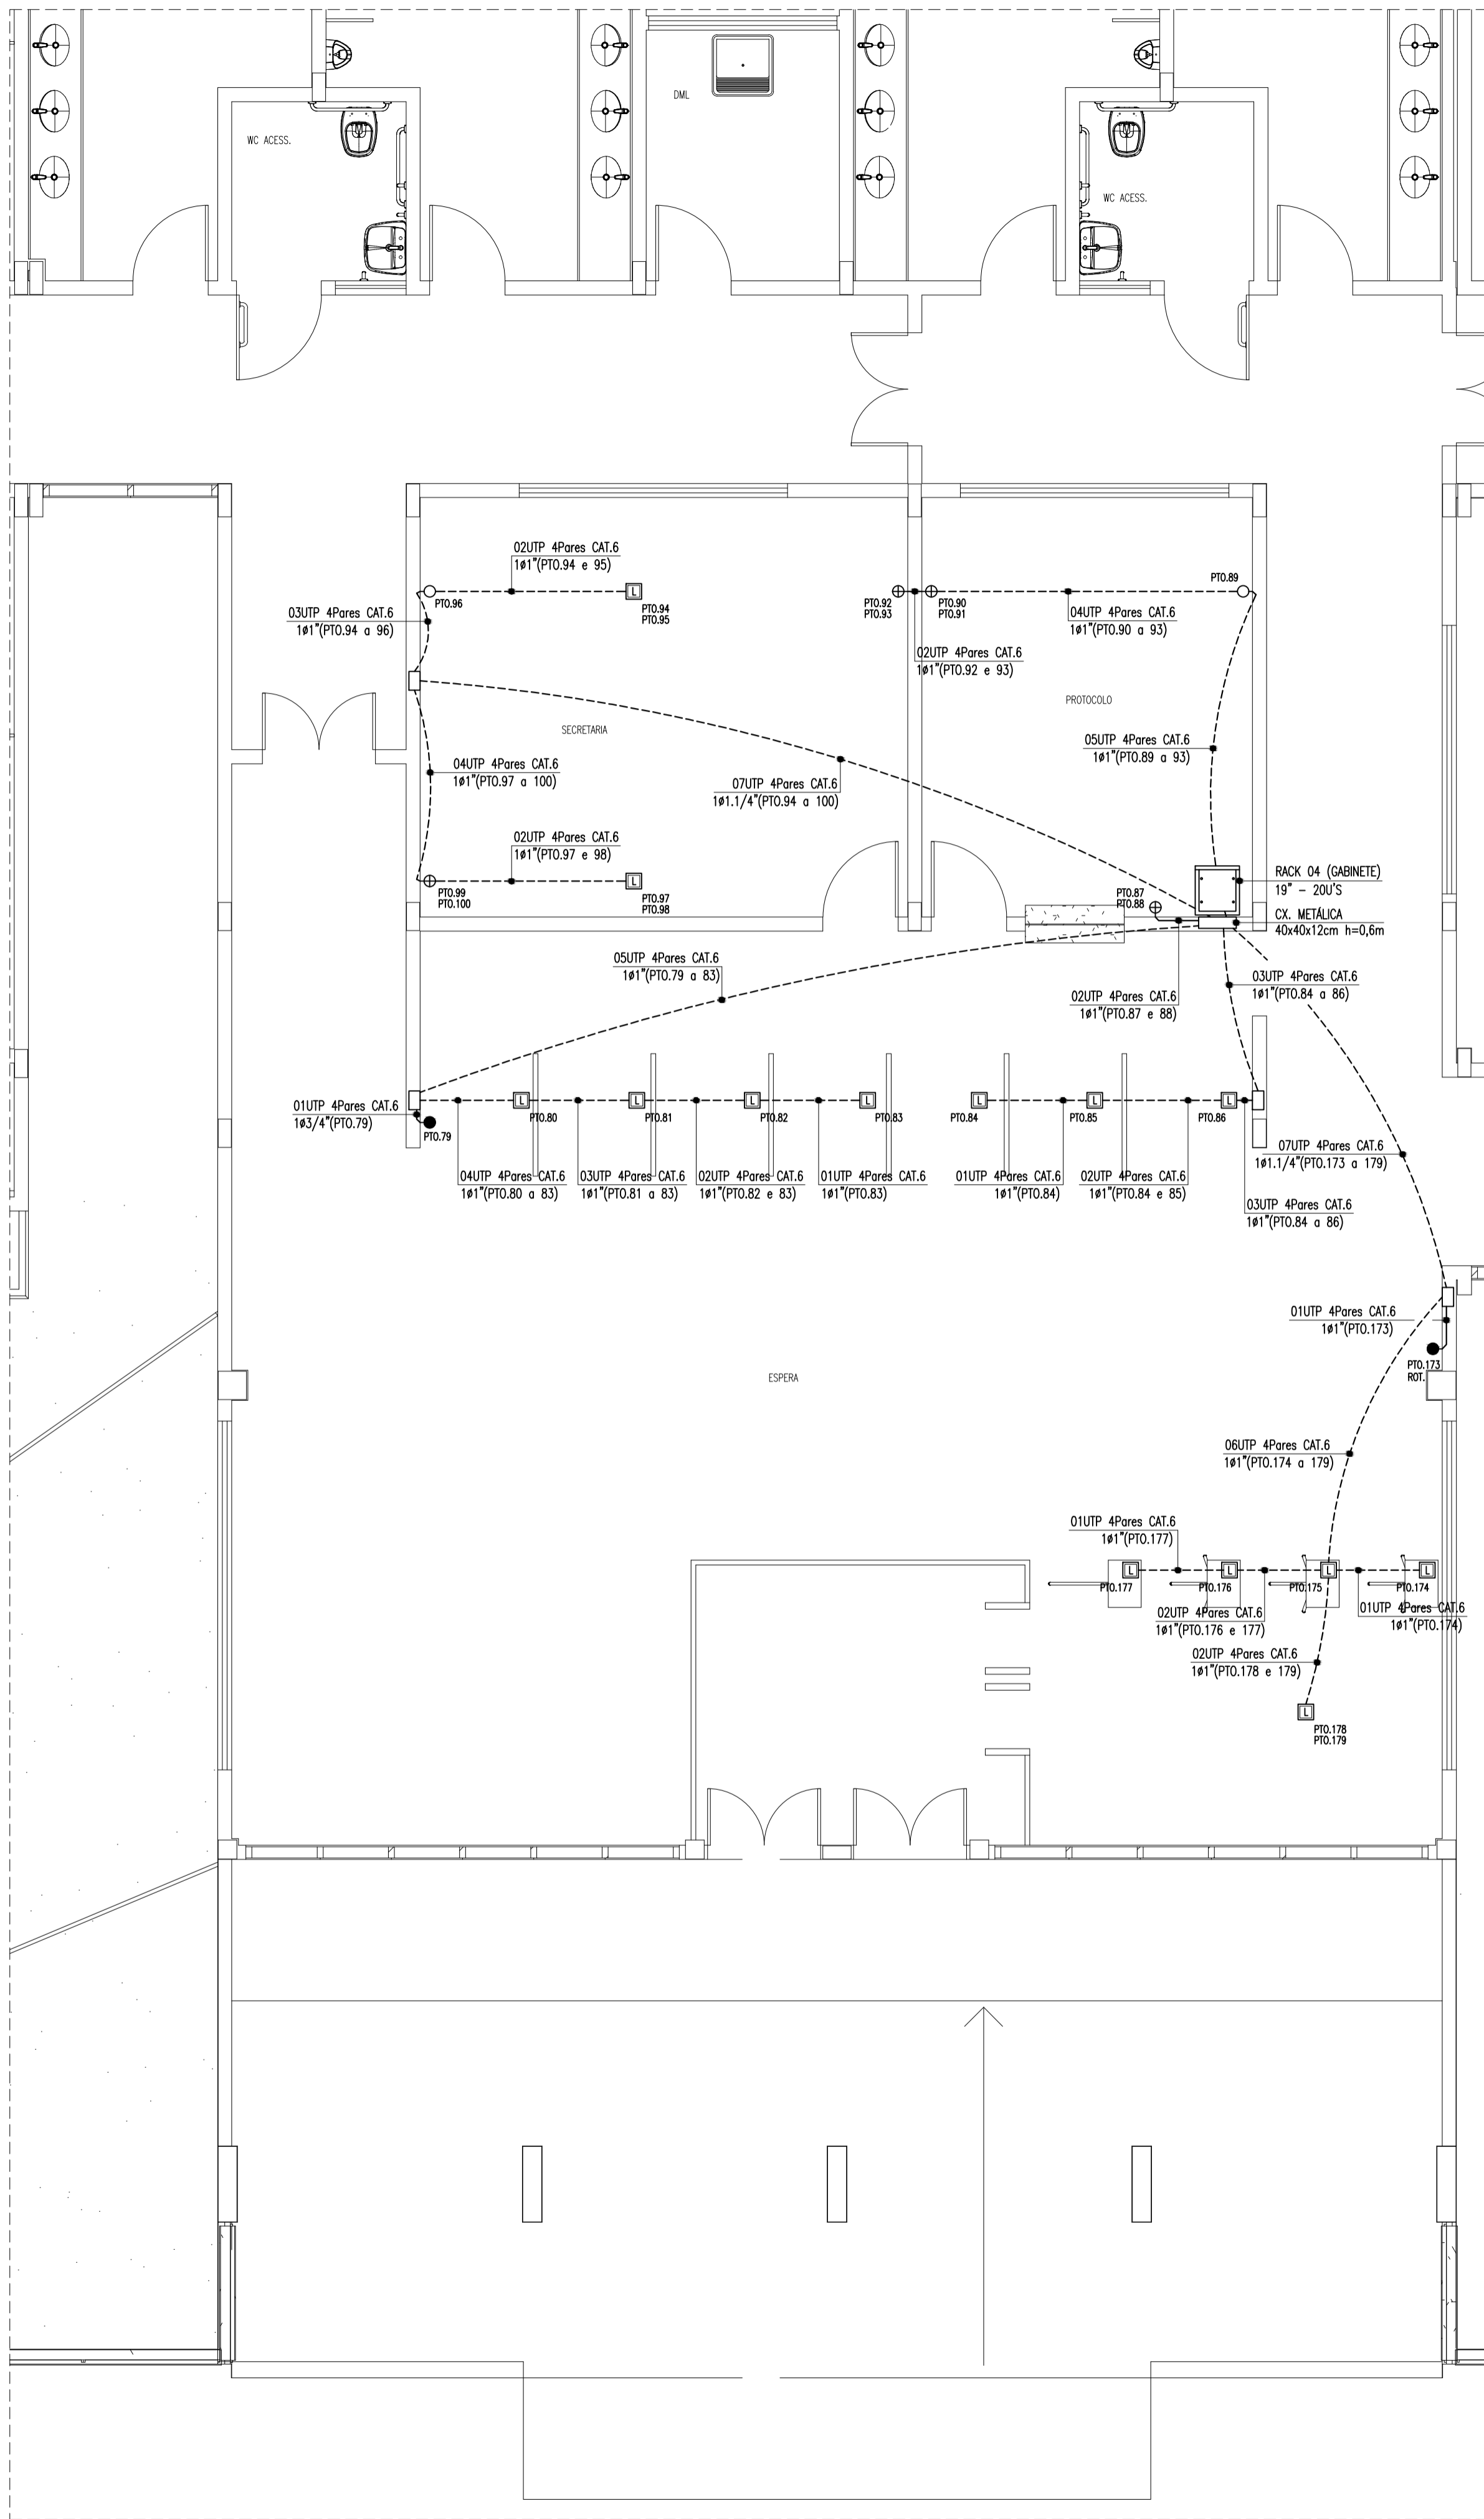 DML
WC ACESS.
WC ACESS.
02UTP 4Pares CAT.6
1ø1"(PTO.94 e 95)
PTO.96
PTO.94
PTO.95
03UTP 4Pares CAT.6
1ø1"(PTO.94 a 96)
PTO.92
PTO.93
PTO.90
PTO.91
PTO.89
04UTP 4Pares CAT.6
1ø1"(PTO.90 a 93)
02UTP 4Pares CAT.6
1ø1"(PTO.92 e 93)
PROTOCOLO
SECRETARIA
05UTP 4Pares CAT.6
1ø1"(PTO.89 a 93)
04UTP 4Pares CAT.6
1ø1"(PTO.97 a 100)
07UTP 4Pares CAT.6
1ø1.1/4"(PTO.94 a 100)
02UTP 4Pares CAT.6
1ø1"(PTO.97 e 98)
PTO.99
PTO.100
PTO.97
PTO.98
PTO.87
PTO.88
RACK 04 (GABINETE)
19" - 20U'S
CX. METÁLICA
40x40x12cm h=0,6m
05UTP 4Pares CAT.6
1ø1"(PTO.79 a 83)
03UTP 4Pares CAT.6
1ø1"(PTO.84 a 86)
02UTP 4Pares CAT.6
1ø1"(PTO.87 e 88)
01UTP 4Pares CAT.6
1ø3/4"(PTO.79)
PTO.79
L
PTO.80
L
PTO.81
L
PTO.82
L
PTO.83
L
PTO.84
L
PTO.85
L
PTO.86
07UTP 4Pares CAT.6
1ø1.1/4"(PTO.173 a 179)
04UTP 4Pares CAT.6
1ø1"(PTO.80 a 83)
03UTP 4Pares CAT.6
1ø1"(PTO.81 a 83)
02UTP 4Pares CAT.6
1ø1"(PTO.82 e 83)
01UTP 4Pares CAT.6
1ø1"(PTO.83)
01UTP 4Pares CAT.6
1ø1"(PTO.84)
02UTP 4Pares CAT.6
1ø1"(PTO.84 e 85)
03UTP 4Pares CAT.6
1ø1"(PTO.84 a 86)
01UTP 4Pares CAT.6
1ø1"(PTO.173)
PTO.173
ROT.
ESPERA
06UTP 4Pares CAT.6
1ø1"(PTO.174 a 179)
01UTP 4Pares CAT.6
1ø1"(PTO.177)
L
PTO.177
L
PTO.176
L
PTO.175
L
PTO.174
02UTP 4Pares CAT.6
1ø1"(PTO.176 e 177)
01UTP 4Pares CAT.6
1ø1"(PTO.174)
02UTP 4Pares CAT.6
1ø1"(PTO.178 e 179)
L
PTO.178
PTO.179